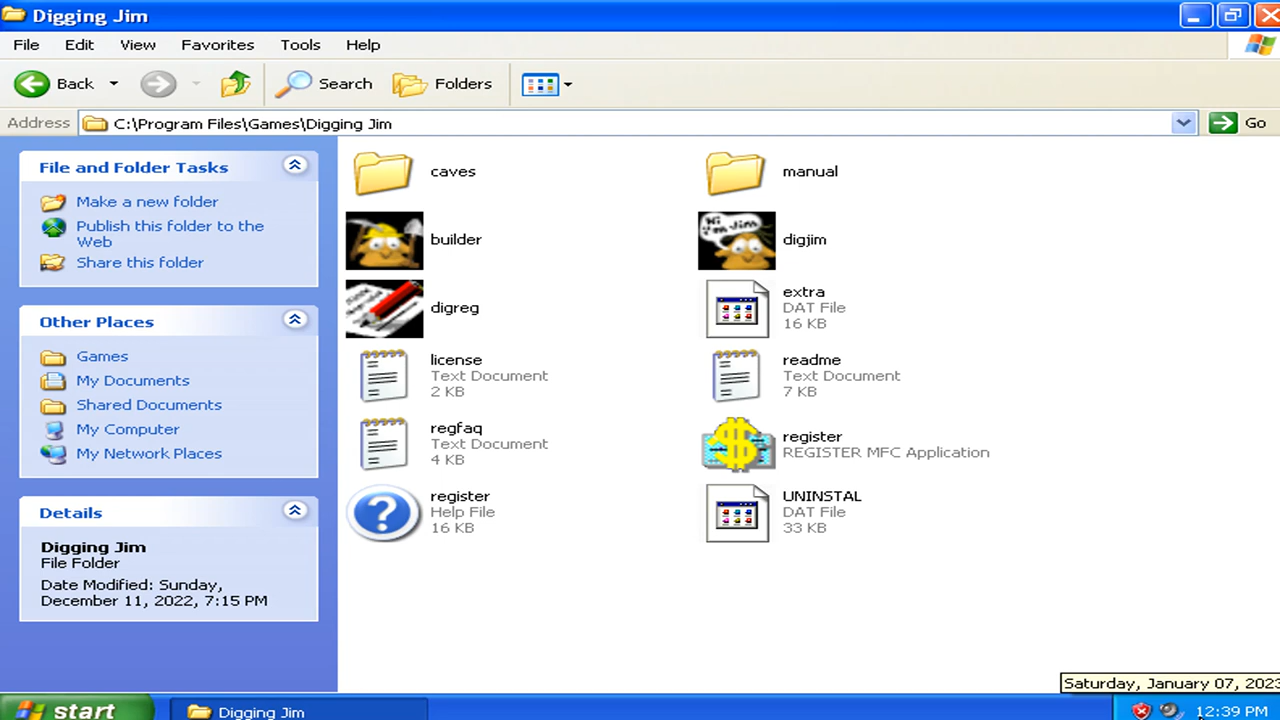 Digging Jim
File Edit View Favorites Tools Help
Back Search Folders
Address C:\Program Files\Games\Digging Jim Go
File and Folder Tasks
Make a new folder
Publish this folder to the
Web
Share this folder
Other Places
Games
My Documents
Shared Documents
My Computer
My Network Places
Details
Digging Jim
File Folder
Date Modified: Sunday,
December 11, 2022, 7:15 PM
caves
manual
builder
Hi
I'm Jim
digjim
digreg
extra
DAT File
16 KB
license
Text Document
2 KB
readme
Text Document
7 KB
regfaq
Text Document
4 KB
register
REGISTER MFC Application
register
Help File
16 KB
UNINSTAL
DAT File
33 KB
Saturday, January 07, 2023
start Digging Jim 12:39 PM